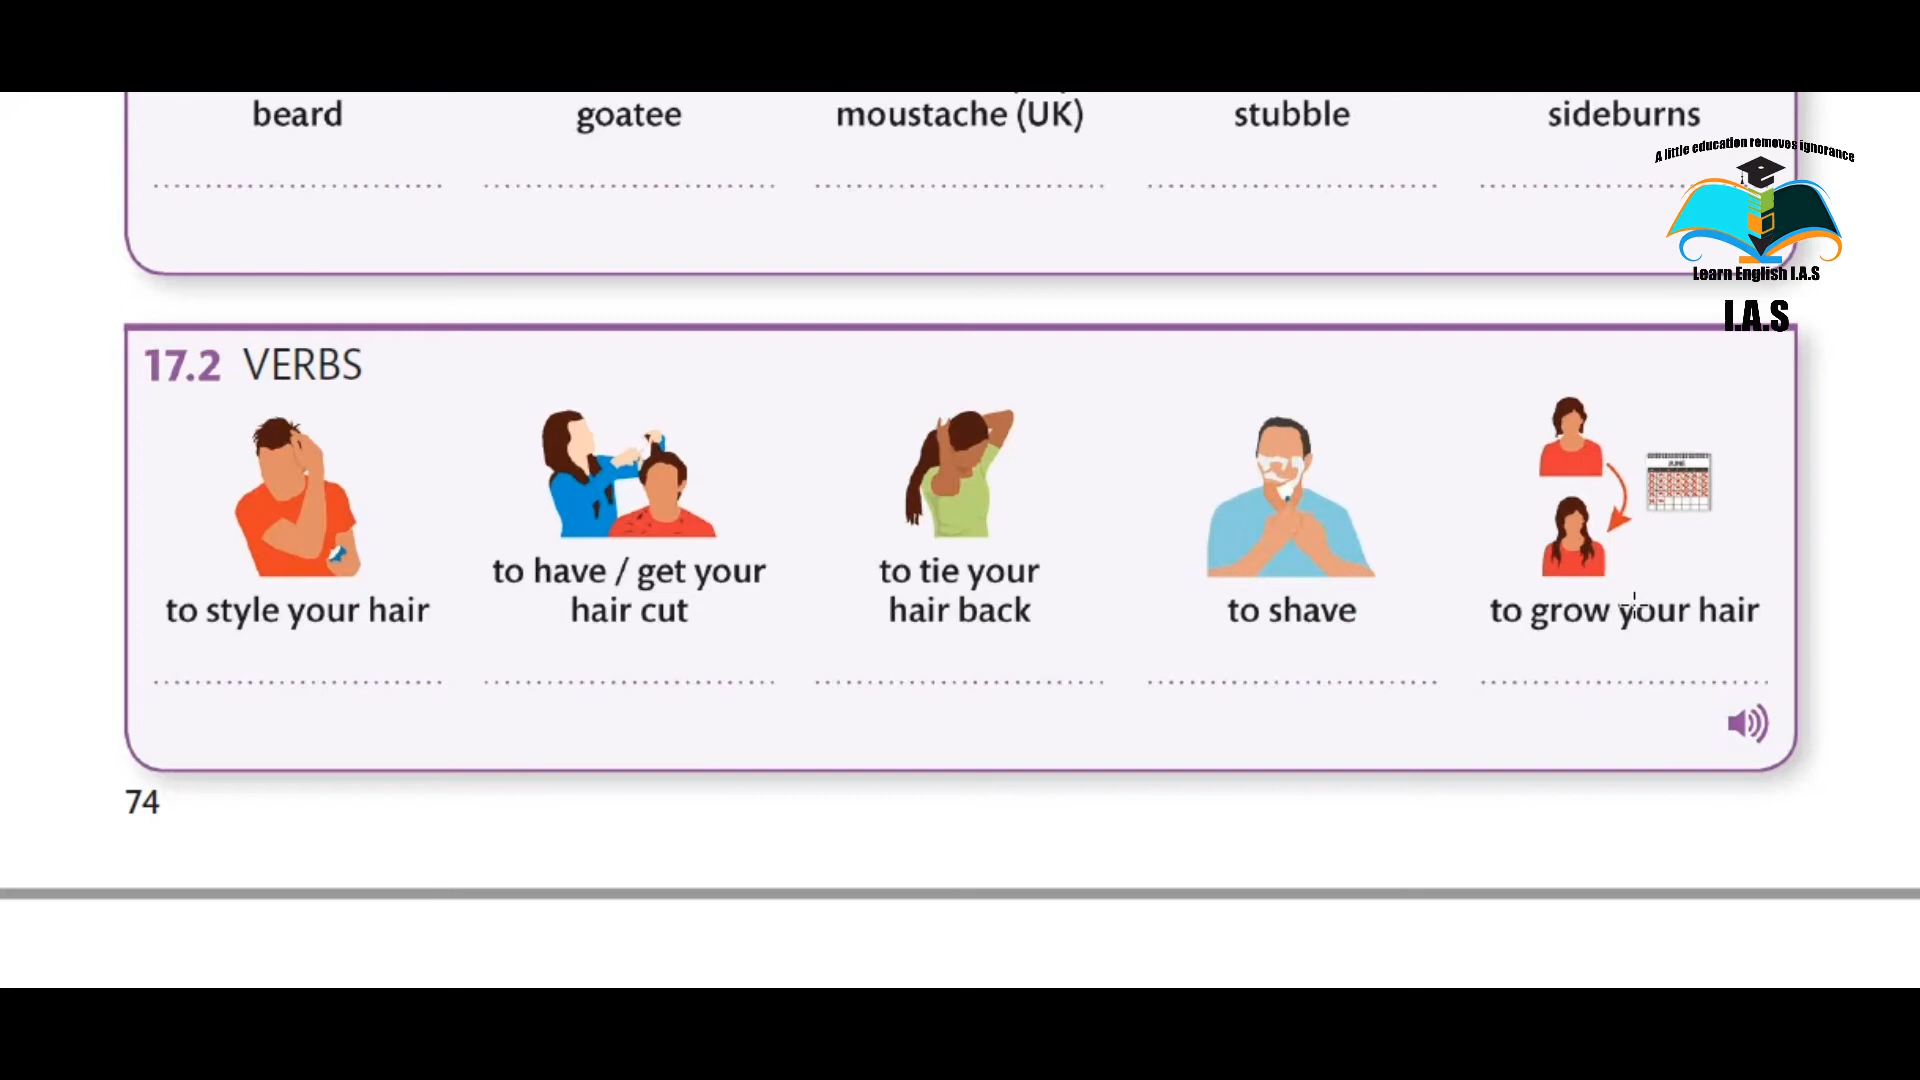 beard goatee moustache (UK) stubble sideburns
A little education removes ignorance
Learn English I.A.S
I.A.S
17.2 VERBS
JUNE
to style your hair
to have / get your
hair cut
to tie your
hair back
to shave
to grow your hair
74